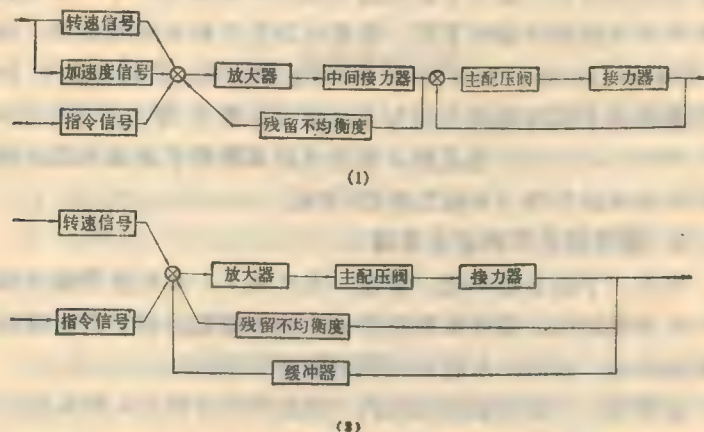 转速信号
加速度信号
放大器
中间接力器
主配压阀
接力器
指令信号
残留不均衡度
(1)
转速信号
放大器
主配压阀
接力器
指令信号
残留不均衡度
缓冲器
(2)